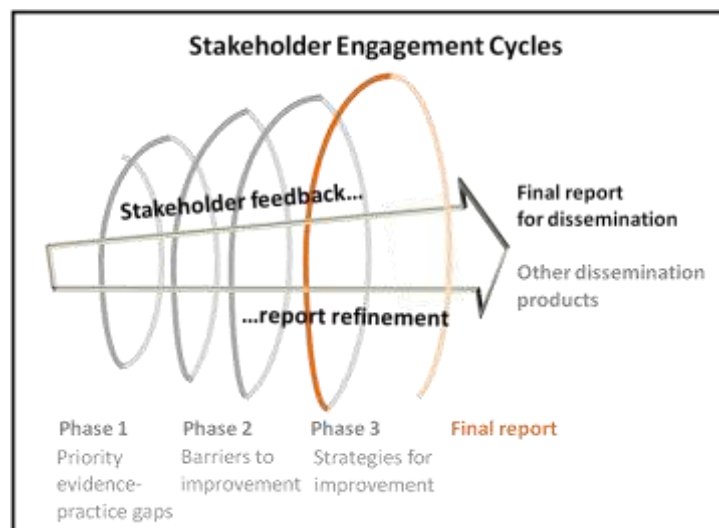 Stakeholder Engagement Cycles
Stakeholder feedback...
Final report
for dissemination
Other dissemination
products
...report refinement
Phase 1
Priority
evidence-
practice gaps
Phase 2
Barriers to
improvement
Phase 3
Strategies for
improvement
Final report